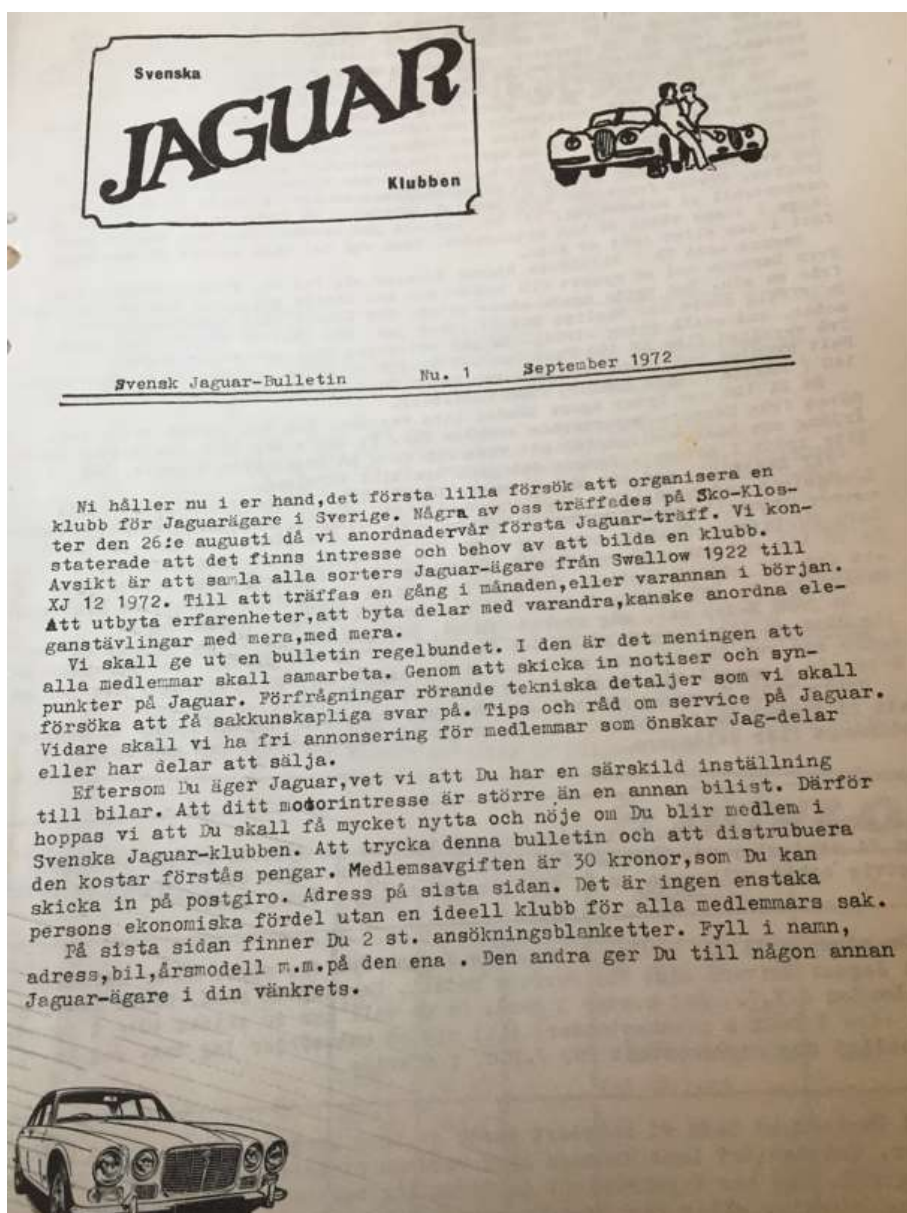 Svenska
JAGUAR
Klubben
Svensk Jaguar-Bulletin Nu. 1 September 1972
Ni håller nu i er hand,det första lilla försök att organisera en
klubb för Jaguarägare i Sverige. Några av oss träffedes på Sko-Klos-
ter den 26:e augusti då vi anordnadervår första Jaguar-träff. Vi kon-
staterade att det finns intresse och behov av att bilda en klubb.
Avsikt är att samla alla sorters Jaguar-ägare från Swallow 1922 till
XJ 12 1972. Till att träffas en gång i månaden,eller varannan i början.
Att utbyta erfarenheter,att byta delar med varandra,kanske anordna ele-
ganstävlingar med mera,med mera.
Vi skall ge ut en bulletin regelbundet. I den är det meningen att
alla medlemmar skall samarbeta. Genom att skicka in notiser och syn-
punkter på Jaguar. Förfrågningar rörande tekniska detaljer som vi skall
försöka att få sakkunskapliga svar på. Tips och råd om service på Jaguar.
Vidare skall vi ha fri annonsering för medlemmar som önskar Jag-delar
eller har delar att sälja.
Eftersom Du äger Jaguar,vet vi att Du har en särskild inställning
till bilar. Att ditt motorintresse är större än en annan bilist. Därför
hoppas vi att Du skall få mycket nytta och nöje om Du blir medlem i
Svenska Jaguar-klubben. Att trycka denna bulletin och att distrubuera
den kostar förstås pengar. Medlemsavgiften är 30 kronor,som Du kan
skicka in på postgiro. Adress på sista sidan. Det är ingen enstaka
persons ekonomiska fördel utan en ideell klubb för alla medlemmars sak.
På sista sidan finner Du 2 st. ansökningsblanketter. Fyll i namn,
adress,bil,årsmodell m.m.på den ena . Den andra ger Du till någon annan
Jaguar-ägare i din vänkrets.